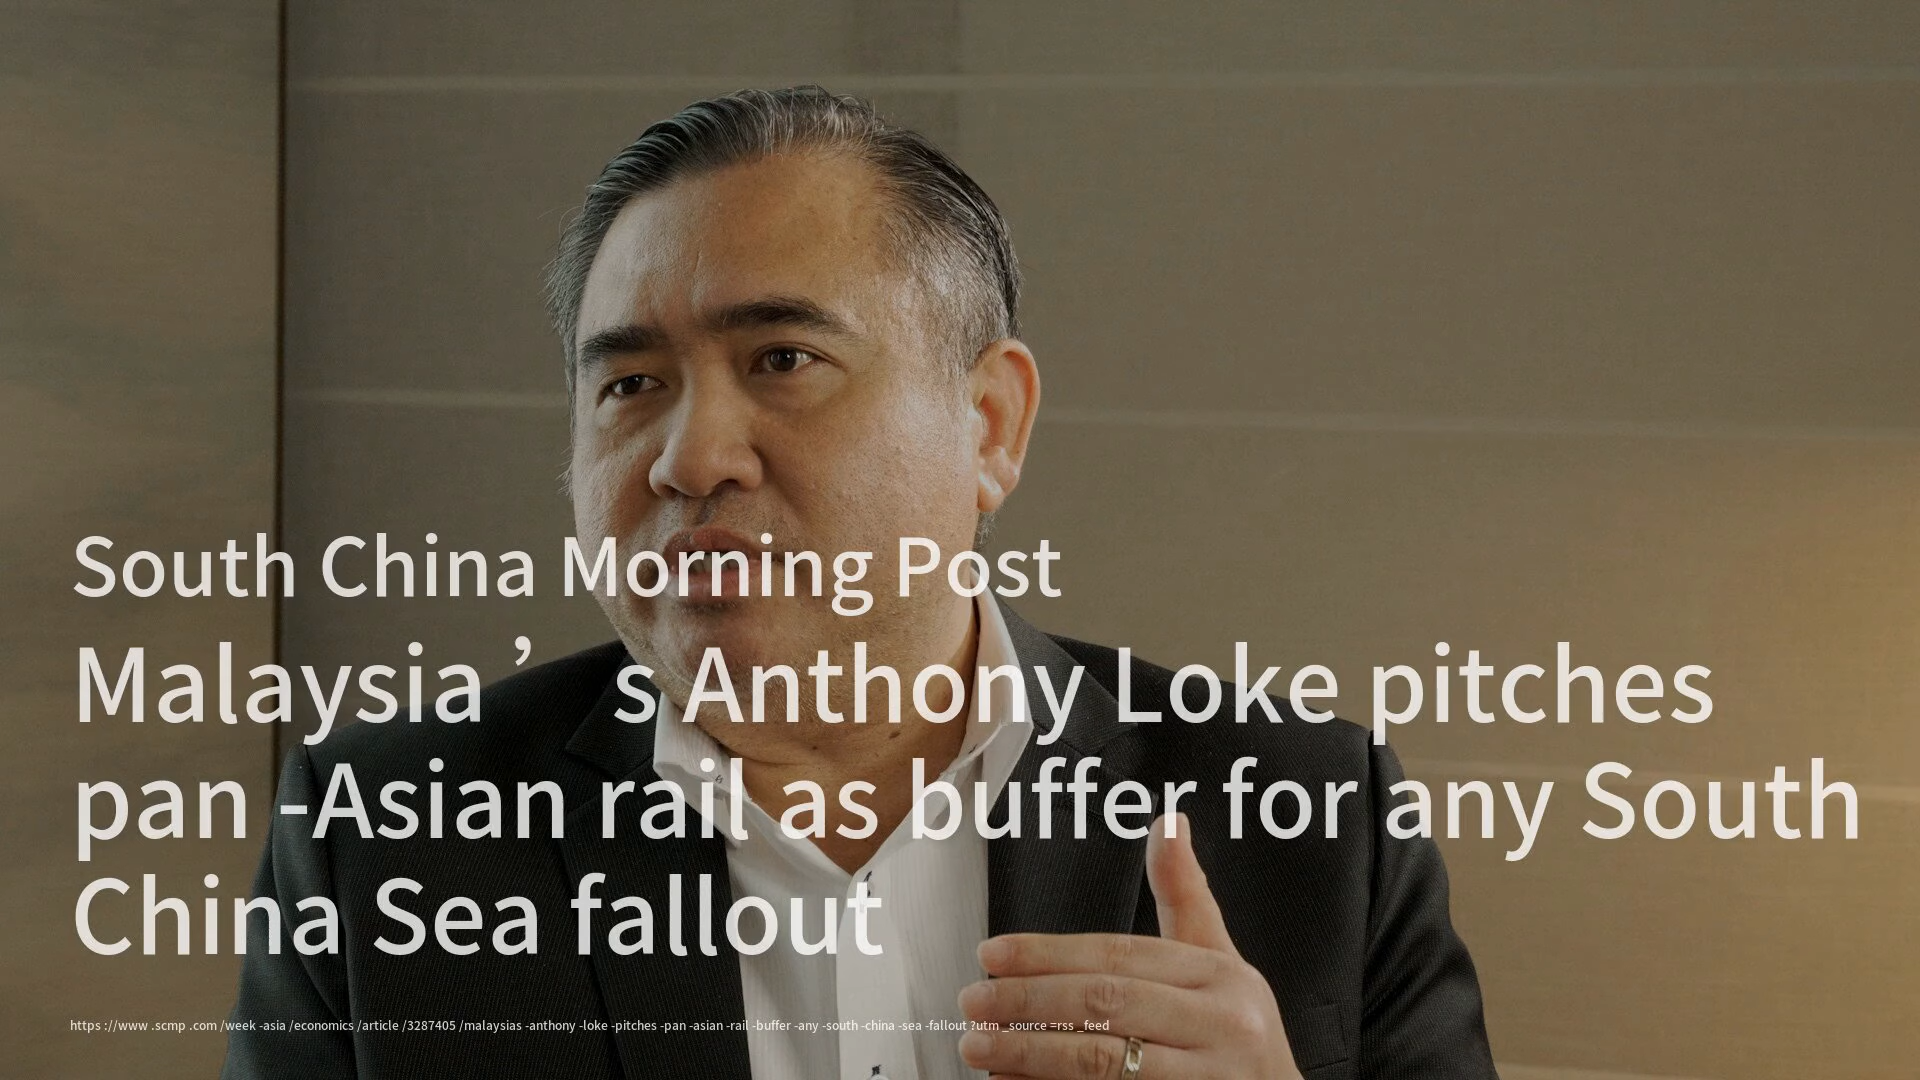 South China Morning Post
Malaysia’s Anthony Loke pitches
pan -Asian rail as buffer for any South
China Sea fallout
https ://www .scmp .com /week -asia /economics /article /3287405 /malaysias -anthony -loke -pitches -pan -asian -rail -buffer -any -south -china -sea -fallout ?utm _source =rss _feed